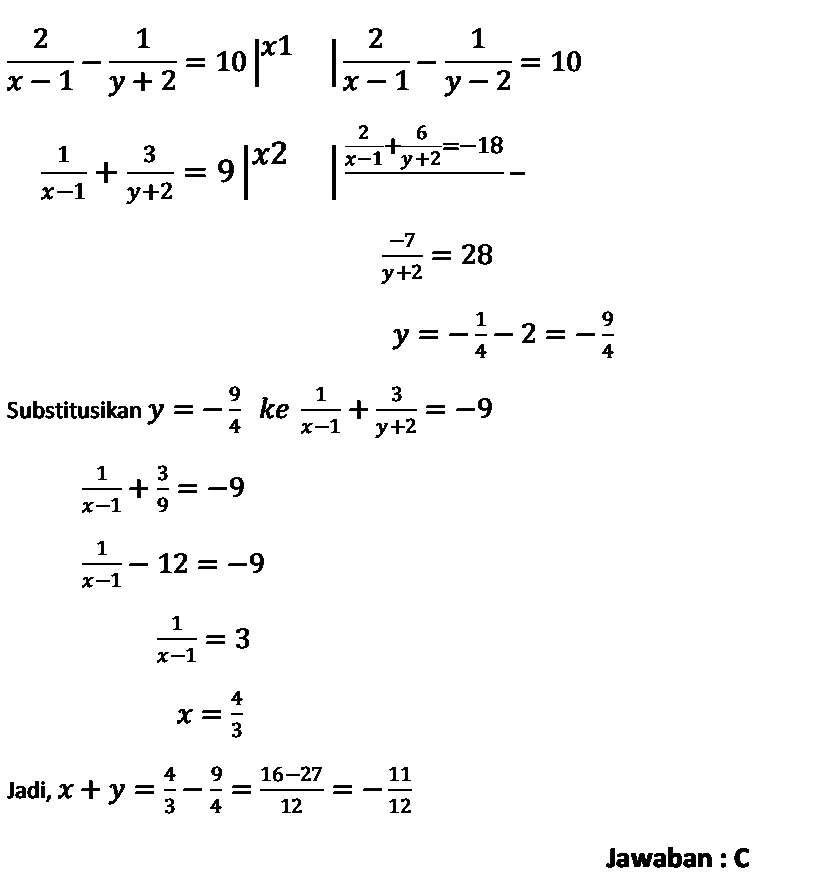 2/(x−1) − 1/(y+2) = 10 |x1 | 2/(x−1) − 1/(y−2) = 10
1/(x−1) + 3/(y+2) = 9 |x2 | 2/(x−1) + 6/(y+2) =−18 −
−7/(y+2) = 28
y = −1/4 − 2 = −9/4
Substitusikan y = −9/4 ke 1/(x−1) + 3/(y+2) = −9
1/(x−1) + 3/9 = −9
1/(x−1) − 12 = −9
1/(x−1) = 3
x = 4/3
Jadi, x + y = 4/3 − 9/4 = (16−27)/12 = −11/12
Jawaban : C